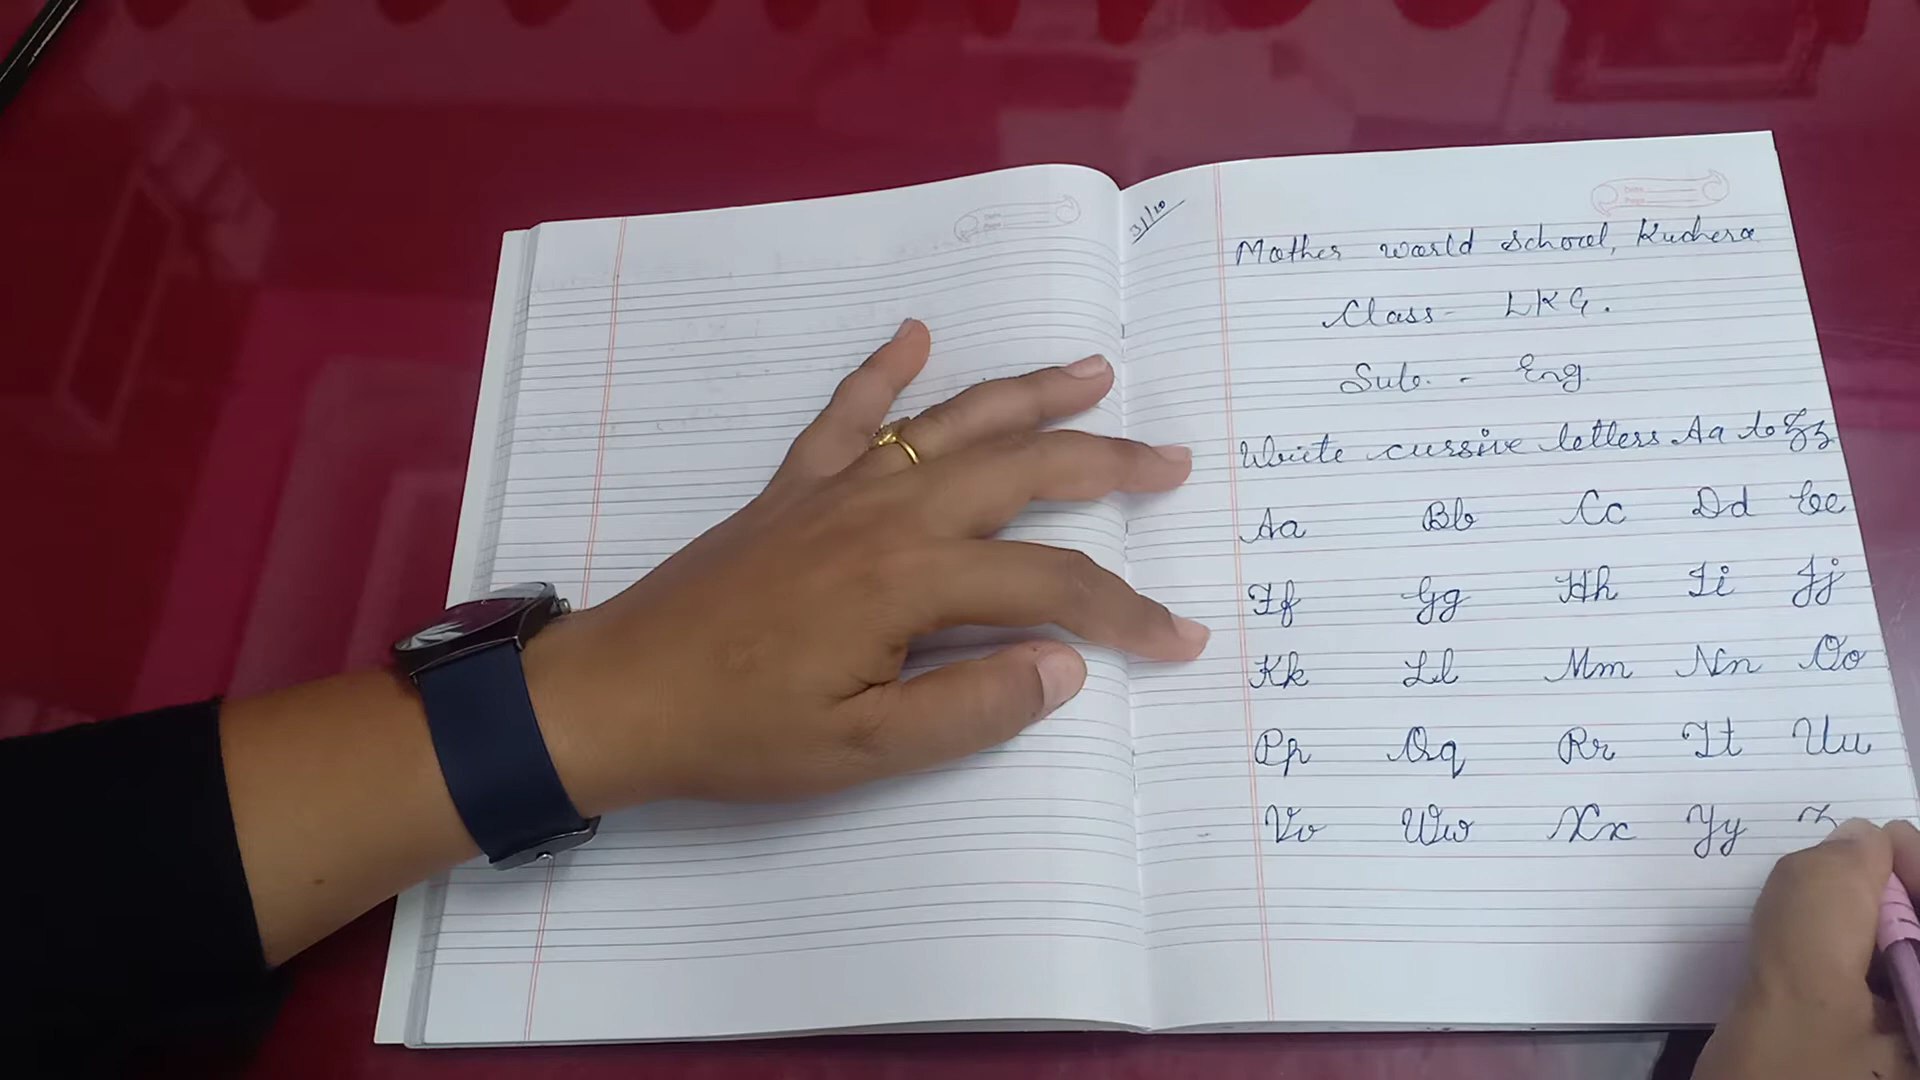 31/10
Mother world School, Kuchera
Class - LKG.
Sub. - Eng.
Write cursive letters Aa to Zz
Aa Bb Cc Dd Ee
Ff Gg Hh Ii Jj
Kk Ll Mm Nn Oo
Pp Qq Rr Tt Uu
Vv Ww Xx Yy Z